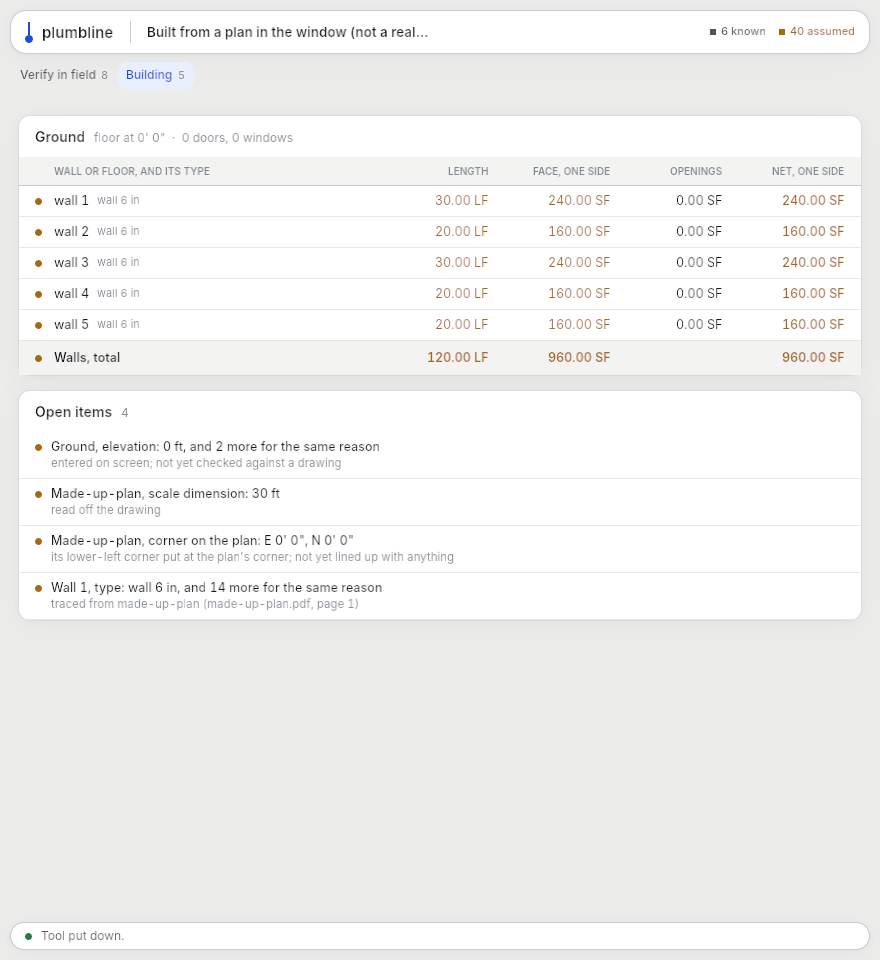 plumbline
Built from a plan in the window (not a real...
6 known
40 assumed
Verify in field 8
Building 5
Ground floor at 0' 0" · 0 doors, 0 windows
WALL OR FLOOR, AND ITS TYPE LENGTH FACE, ONE SIDE OPENINGS NET, ONE SIDE
wall 1 wall 6 in 30.00 LF 240.00 SF 0.00 SF 240.00 SF
wall 2 wall 6 in 20.00 LF 160.00 SF 0.00 SF 160.00 SF
wall 3 wall 6 in 30.00 LF 240.00 SF 0.00 SF 240.00 SF
wall 4 wall 6 in 20.00 LF 160.00 SF 0.00 SF 160.00 SF
wall 5 wall 6 in 20.00 LF 160.00 SF 0.00 SF 160.00 SF
Walls, total 120.00 LF 960.00 SF 960.00 SF
Open items 4
Ground, elevation: 0 ft, and 2 more for the same reason
entered on screen; not yet checked against a drawing
Made-up-plan, scale dimension: 30 ft
read off the drawing
Made-up-plan, corner on the plan: E 0' 0", N 0' 0"
its lower-left corner put at the plan's corner; not yet lined up with anything
Wall 1, type: wall 6 in, and 14 more for the same reason
traced from made-up-plan (made-up-plan.pdf, page 1)
Tool put down.